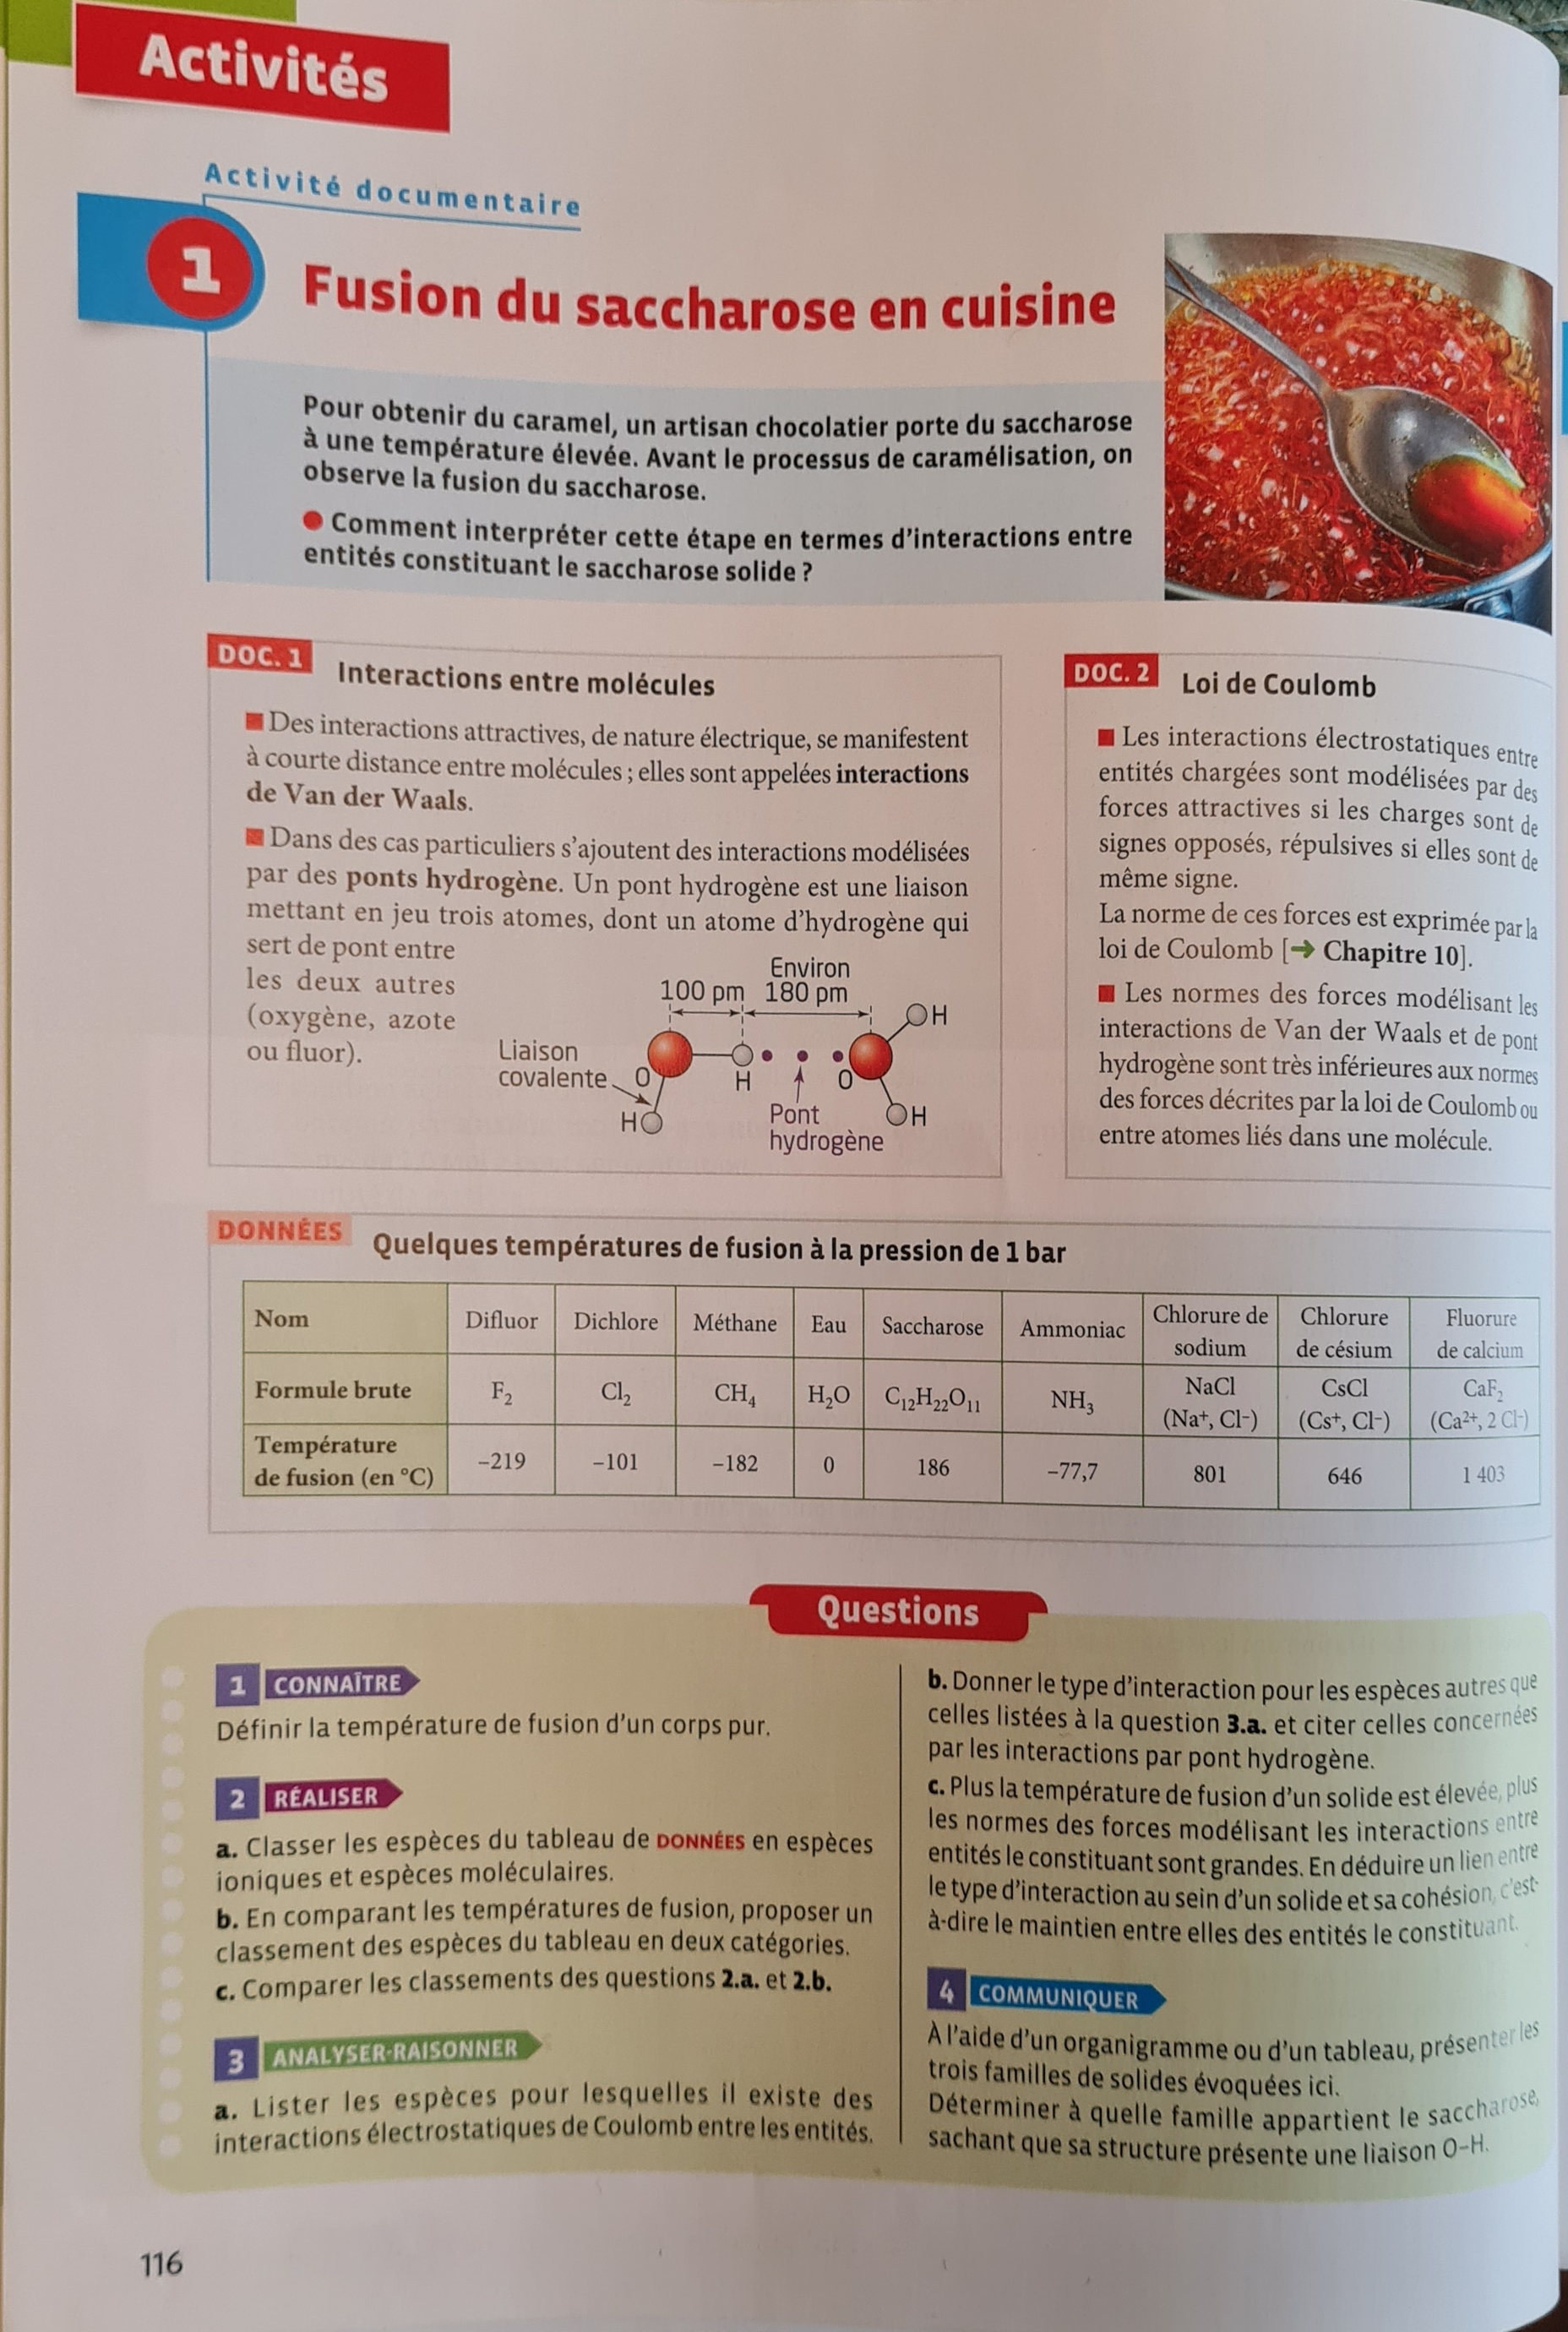 Activités
Activité documentaire
1
Fusion du saccharose en cuisine
Pour obtenir du caramel, un artisan chocolatier porte du saccharose
à une température élevée. Avant le processus de caramélisation, on
observe la fusion du saccharose.
● Comment interpréter cette étape en termes d'interactions entre
entités constituant le saccharose solide ?
DOC. 1 Interactions entre molécules
■ Des interactions attractives, de nature électrique, se manifestent
à courte distance entre molécules ; elles sont appelées interactions
de Van der Waals.
■ Dans des cas particuliers s'ajoutent des interactions modélisées
par des ponts hydrogène. Un pont hydrogène est une liaison
mettant en jeu trois atomes, dont un atome d'hydrogène qui
sert de pont entre
les deux autres
(oxygène, azote
ou fluor).
Environ
100 pm 180 pm
H
Liaison
covalente
O
H
O
H
Pont
hydrogène
H
DOC. 2 Loi de Coulomb
■ Les interactions électrostatiques entre
entités chargées sont modélisées par des
forces attractives si les charges sont de
signes opposés, répulsives si elles sont de
même signe.
La norme de ces forces est exprimée par la
loi de Coulomb [➜ Chapitre 10].
■ Les normes des forces modélisant les
interactions de Van der Waals et de pont
hydrogène sont très inférieures aux normes
des forces décrites par la loi de Coulomb ou
entre atomes liés dans une molécule.
DONNÉES Quelques températures de fusion à la pression de 1 bar
Nom Difluor Dichlore Méthane Eau Saccharose Ammoniac Chlorure de sodium Chlorure de césium Fluorure de calcium
Formule brute F₂ Cl₂ CH₄ H₂O C₁₂H₂₂O₁₁ NH₃ NaCl (Na⁺, Cl⁻) CsCl (Cs⁺, Cl⁻) CaF₂ (Ca²⁺, 2 Cl⁻)
Température de fusion (en °C) –219 –101 –182 0 186 –77,7 801 646 1 403
Questions
1 CONNAÎTRE
Définir la température de fusion d'un corps pur.
2 RÉALISER
a. Classer les espèces du tableau de DONNÉES en espèces
ioniques et espèces moléculaires.
b. En comparant les températures de fusion, proposer un
classement des espèces du tableau en deux catégories.
c. Comparer les classements des questions 2.a. et 2.b.
3 ANALYSER-RAISONNER
a. Lister les espèces pour lesquelles il existe des
interactions électrostatiques de Coulomb entre les entités.
b. Donner le type d'interaction pour les espèces autres que
celles listées à la question 3.a. et citer celles concernées
par les interactions par pont hydrogène.
c. Plus la température de fusion d'un solide est élevée, plus
les normes des forces modélisant les interactions entre
entités le constituant sont grandes. En déduire un lien entre
le type d'interaction au sein d'un solide et sa cohésion, c'est-
à-dire le maintien entre elles des entités le constituant.
4 COMMUNIQUER
À l'aide d'un organigramme ou d'un tableau, présenter les
trois familles de solides évoquées ici.
Déterminer à quelle famille appartient le saccharose,
sachant que sa structure présente une liaison O–H.
116